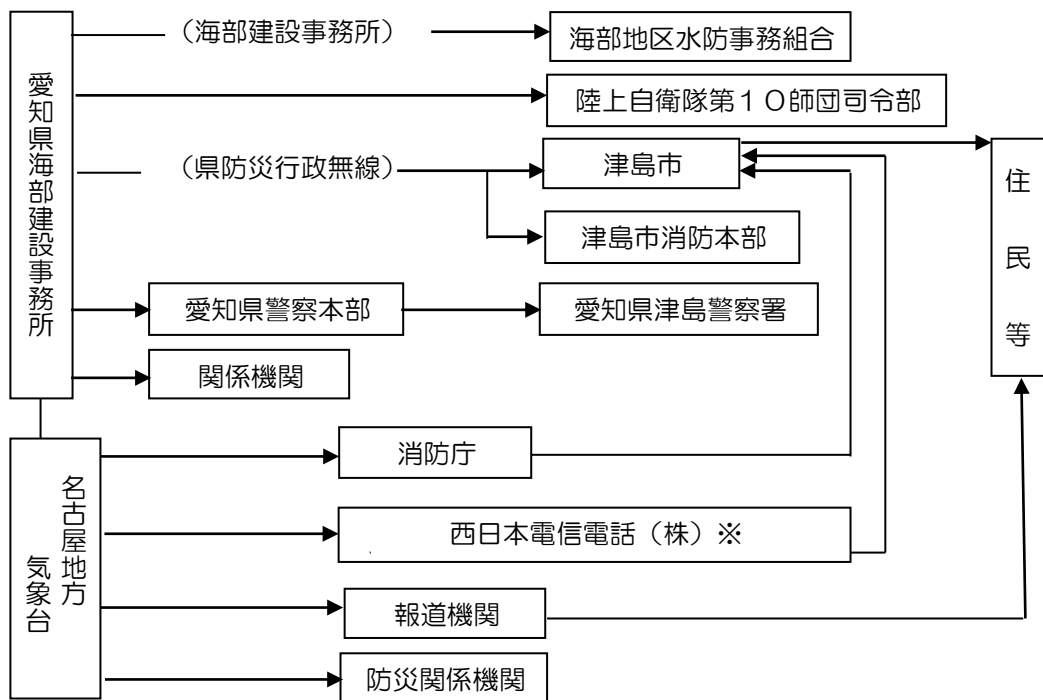 （海部建設事務所）
海部地区水防事務組合
愛知県海部建設事務所
陸上自衛隊第１０師団司令部
（県防災行政無線）
津島市
住民等
津島市消防本部
愛知県警察本部
愛知県津島警察署
関係機関
名古屋地方
気象台
消防庁
西日本電信電話（株）※
報道機関
防災関係機関